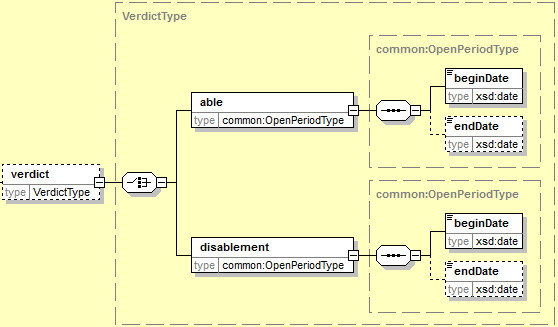 VerdictType
common:OpenPeriodType
beginDate
type xsd:date
able
type common:OpenPeriodType
endDate
type xsd:date
verdict
type VerdictType
common:OpenPeriodType
beginDate
type xsd:date
disablement
type common:OpenPeriodType
endDate
type xsd:date